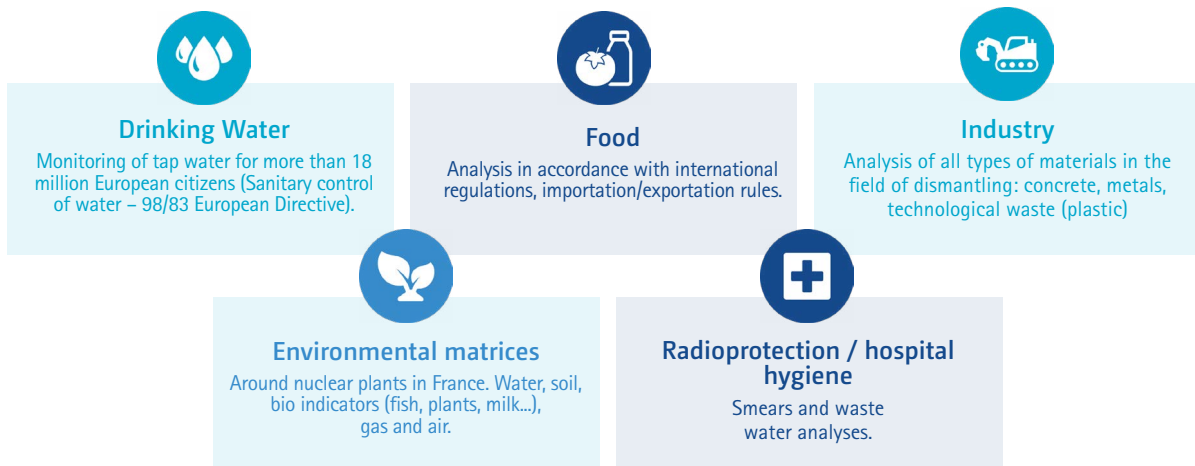 Drinking Water
Monitoring of tap water for more than 18
million European citizens (Sanitary control
of water – 98/83 European Directive).
Food
Analysis in accordance with international
regulations, importation/exportation rules.
Industry
Analysis of all types of materials in the
field of dismantling: concrete, metals,
technological waste (plastic)
Environmental matrices
Around nuclear plants in France. Water, soil,
bio indicators (fish, plants, milk...),
gas and air.
Radioprotection / hospital
hygiene
Smears and waste
water analyses.